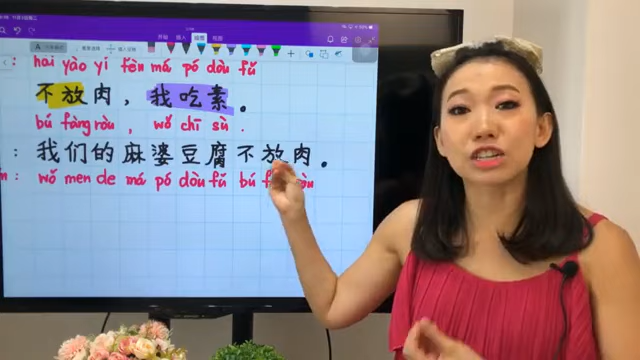 hai yào yí fèn má pó dòu fǔ
不放肉，我吃素。
bú fàng ròu, wǒ chī sù.
：我们的麻婆豆腐不放肉。
wǒ men de má pó dòu fǔ bú